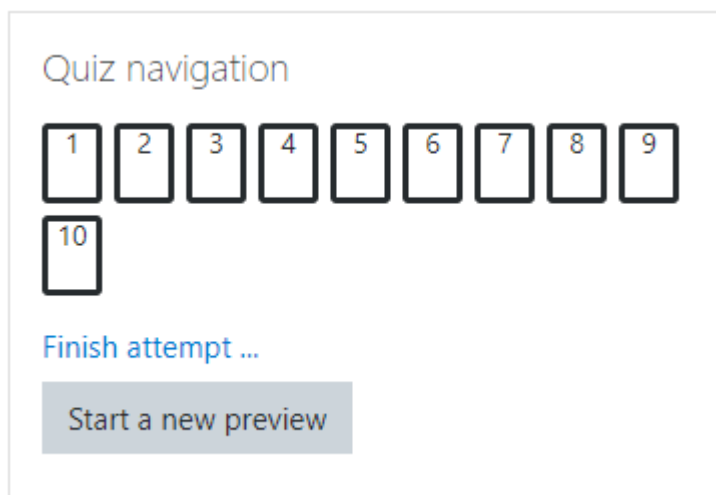 Quiz navigation
1 2 3 4 5 6 7 8 9
10
Finish attempt ...
Start a new preview